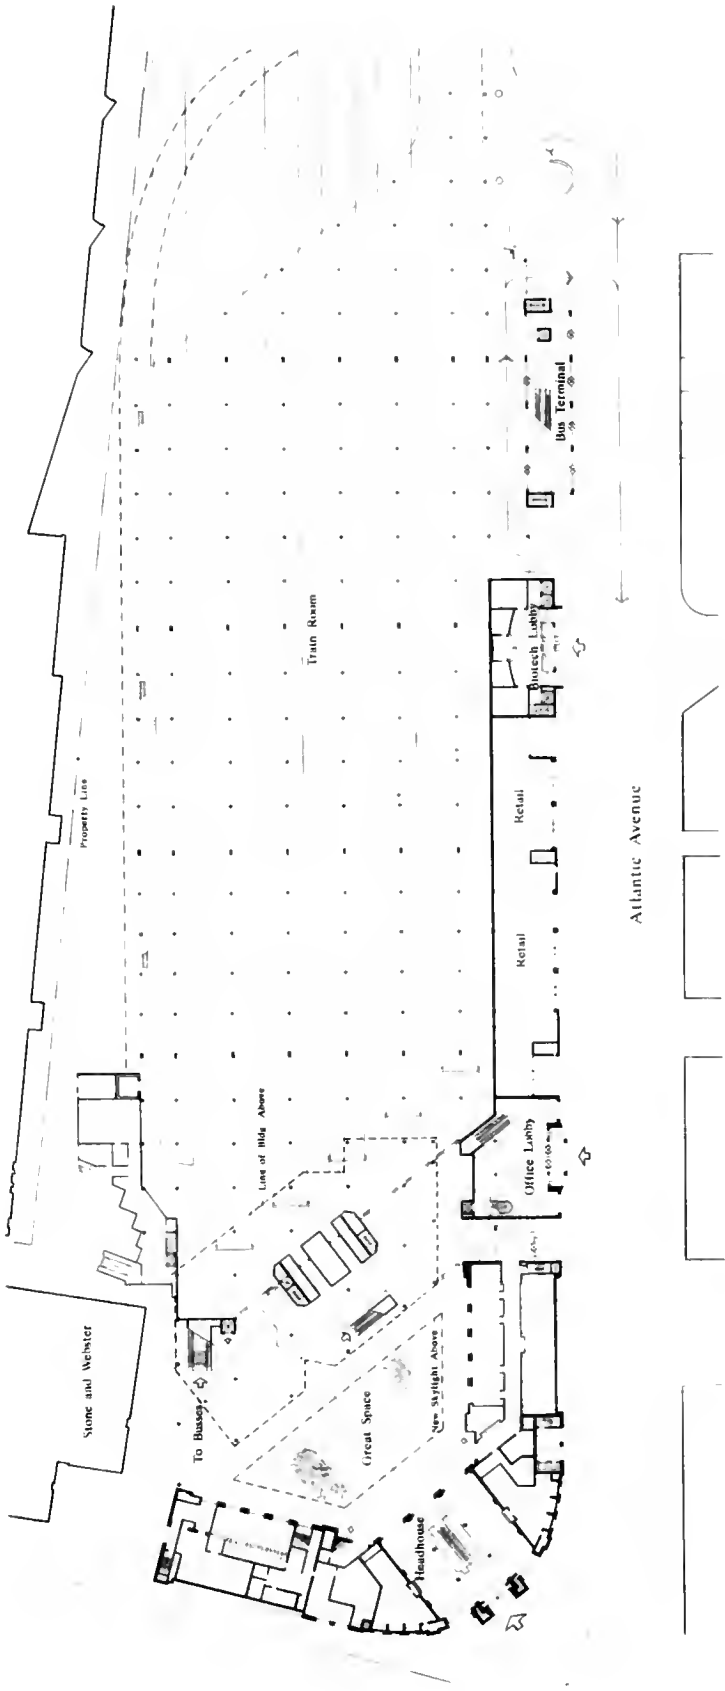 Bus Terminal
Train Room
Biotech Lobby
Property Line
Retail
Atlantic Avenue
Retail
Line of Bldg Above
Office Lobby
Stone and Webster
To Busses
Great Space
New Skylight Above
Headhouse